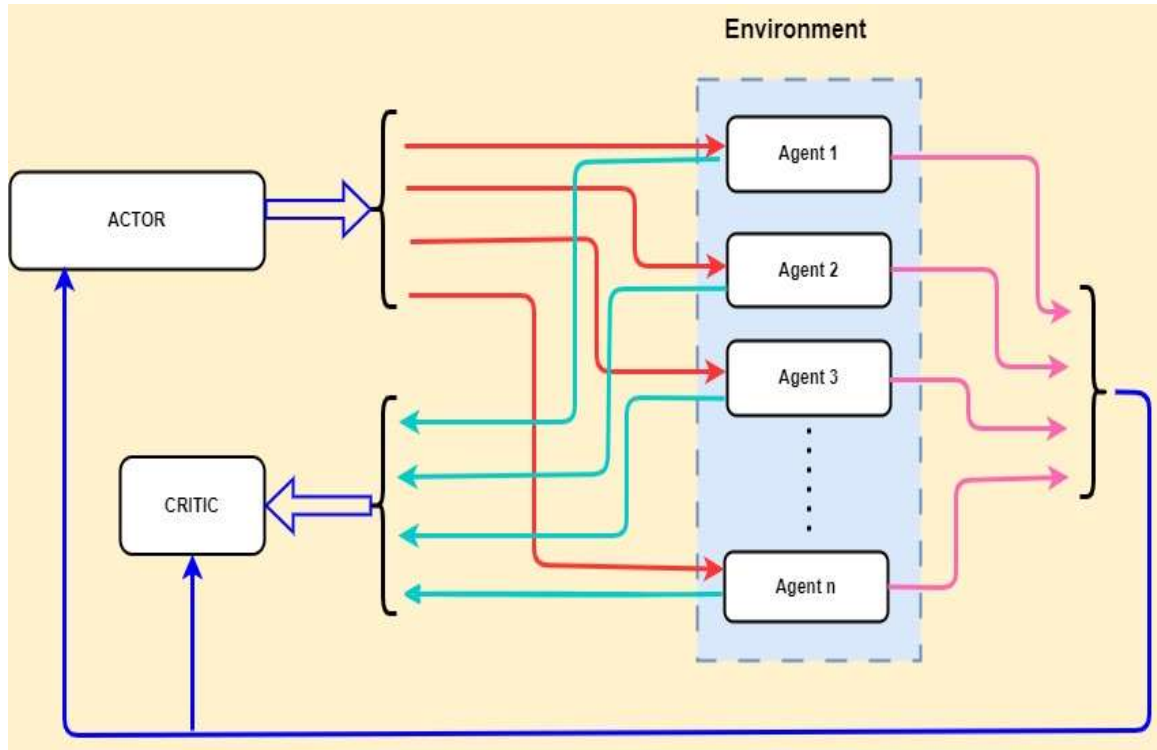 Environment
Agent 1
ACTOR
Agent 2
Agent 3
CRITIC
Agent n